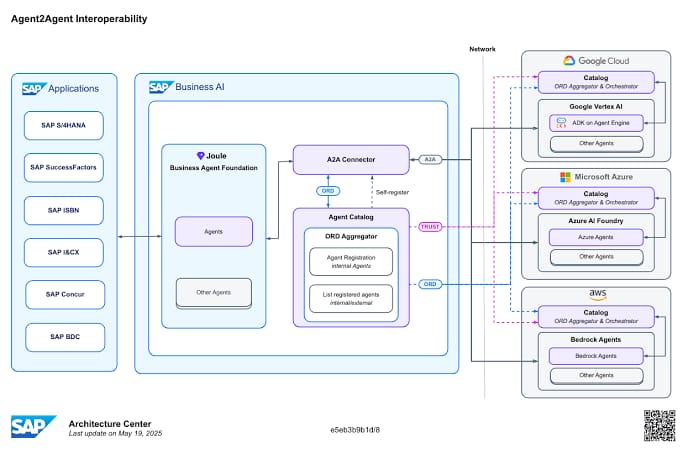 Agent2Agent Interoperability
Network
SAP Applications
SAP S/4HANA
SAP SuccessFactors
SAP ISBN
SAP I&CX
SAP Concur
SAP BDC
SAP Business AI
Joule
Business Agent Foundation
Agents
Other Agents
A2A Connector
ORD
Self-register
Agent Catalog
ORD Aggregator
Agent Registration
internal Agents
List registered agents
internal/external
A2A
TRUST
ORD
Google Cloud
Catalog
ORD Aggregator & Orchestrator
Google Vertex AI
ADK on Agent Engine
Other Agents
Microsoft Azure
Catalog
ORD Aggregator & Orchestrator
Azure AI Foundry
Azure Agents
Other Agents
aws
Catalog
ORD Aggregator & Orchestrator
Bedrock Agents
Bedrock Agents
Other Agents
SAP
Architecture Center
Last update on May 19, 2025
e5eb3b9b1d/8